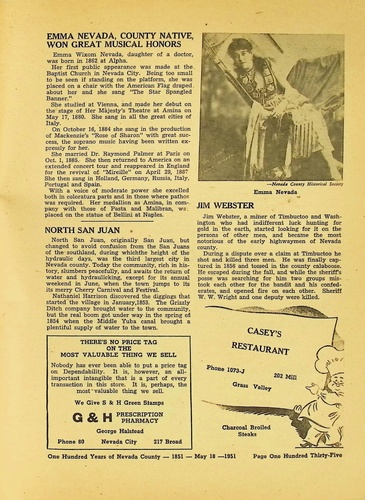 EMMA NEVADA, COUNTY NATIVE,
WON GREAT MUSICAL HONORS
Emma Wixom Nevada, daughter of a doctor,
was born in 1862 at Alpha.
Her first public appearance was made at the
Baptist Church in Nevada City. Being too small
to be seen if standing on the platform, she was
placed on a chair with the American Flag draped
about her and she sang "The Star Spangled
Banner."
She studied at Vienna, and made her debut on
the stage of Her Majesty's Theatre at Amina on
May 17, 1880. She sang in all the great cities of
Italy.
On October 16, 1884 she sang in the production
of Mackenzie's "Rose of Sharon" with great suc-
cess, the soprano music having been written ex-
pressly for her.
She married Dr. Raymond Palmer at Paris on
Oct. 1, 1885. She then returned to America on an
extended concert tour and reappeared in England
for the revival of "Mireille" on April 29, 1887
She then sang in Holland, Germany, Rumia, Italy,
Portugal and Spain.
With a voice of moderate power she excelled
both in coloratura parts and in those where pathos
was required. Her medallion as Amina, in com-
pany with those of Pasta and Malibran, was
placed on the statue of Bellini at Naples.
NORTH SAN JUAN
North San Juan, originally San Juan, but
changed to avoid confusion from the San Juans
of the southland, during whichthe height of the
hydraulic days, was the third largest city in
Nevada county. Today the community, rich in his-
tory, slumbers peacefully, and awaits the return of
water and hydraulicking, except for its annual
weekend in June, when the town jumps to its
its merry Cherry Carnival and Festival.
Nathaniel Harrison discovered the diggings that
started the village in January,1853. The Grizzly
Ditch company brought water to the community,
but the real boom got under way in the spring of
1854 when the Middle Yuba canal brought a
plentiful supply of water to the town.
THERE'S NO PRICE TAG
ON THE
MOST VALUABLE THING WE SELL
Nobody has ever been able to put a price tag
on Dependability. It is, however, an all-
important intangible that is a part of every
transaction in this store. It is, perhaps, the
most valuable thing we sell.
We Give S & H Green Stamps
G & H PRESCRIPTION
PHARMACY
George Halstead
Phone 80 Nevada City 217 Broad
—Nevada County Historical Society
Emma Nevada
JIM WEBSTER
Jim Webster, a miner of Timbuctoo and Wash-
ington who had indifferent luck hunting for
gold in the earth, started looking for it on the
persons of other men, and became the most
notorious of the early highwaymen of Nevada
county.
During a dispute over a claim at Timbuctoo he
shot and killed three men. He was finally cap-
tured in 1856 and placed in the county calaboose.
He escaped during the fall, and while the sheriff's
posse was searching for him two groups mis-
took each other for the bandit and his confed-
erates, and opened fire on each other. Sheriff
W. W. Wright and one deputy were killed.
CASEY'S
RESTAURANT
Phone 1073-J 202 Mill
Grass Valley
Charcoal Broiled
Steaks
One Hundred Years of Nevada County — 1851 — May 18 —1951 Page One Hundred Thirty-Five